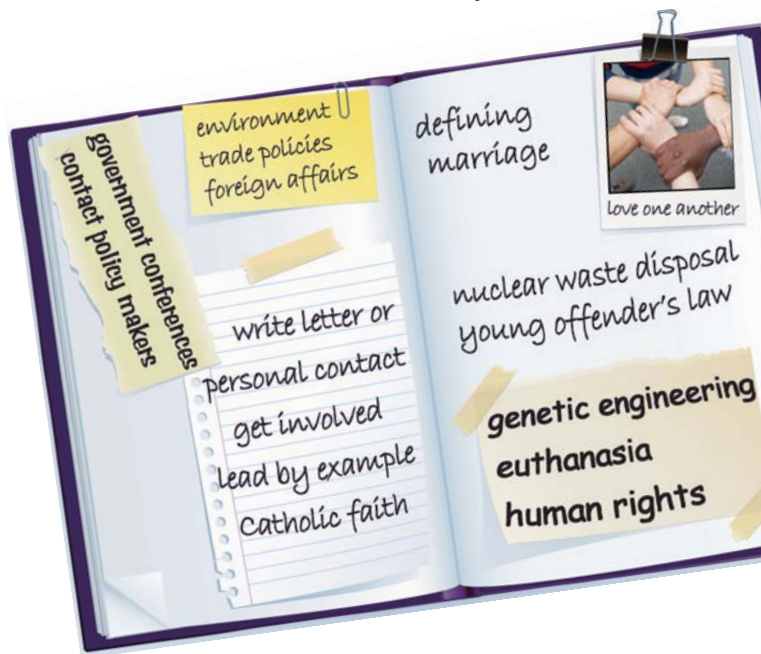 government conferences
contact policy makers
environment
trade policies
foreign affairs
write letter or
personal contact
get involved
lead by example
Catholic faith
defining
marriage
love one another
nuclear waste disposal
young offender's law
genetic engineering
euthanasia
human rights